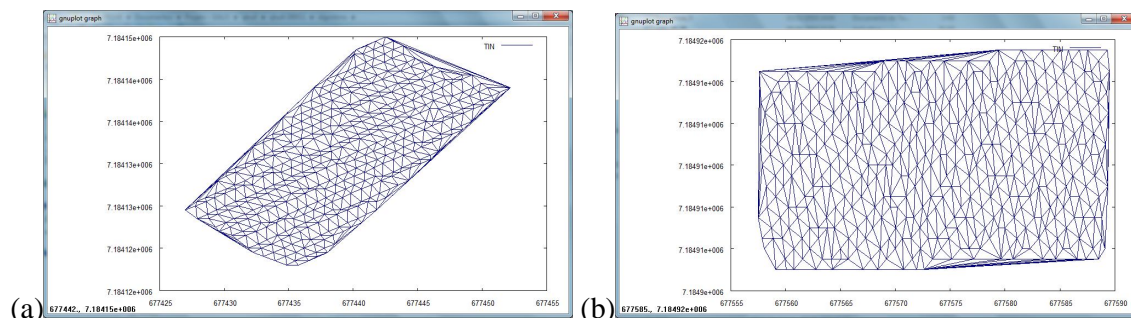 gnuplot graph
7.18415e+006
7.18414e+006
7.18414e+006
7.18413e+006
7.18413e+006
7.18412e+006
7.18412e+006
TIN
677425 677430 677435 677440 677445 677450 677455
(a) 677442., 7.18415e+006
gnuplot graph
7.18492e+006
7.18491e+006
7.18491e+006
7.18491e+006
7.18491e+006
7.18491e+006
7.1849e+006
TIN
677555 677560 677565 677570 677575 677580 677585 677590
(b) 677585., 7.18492e+006